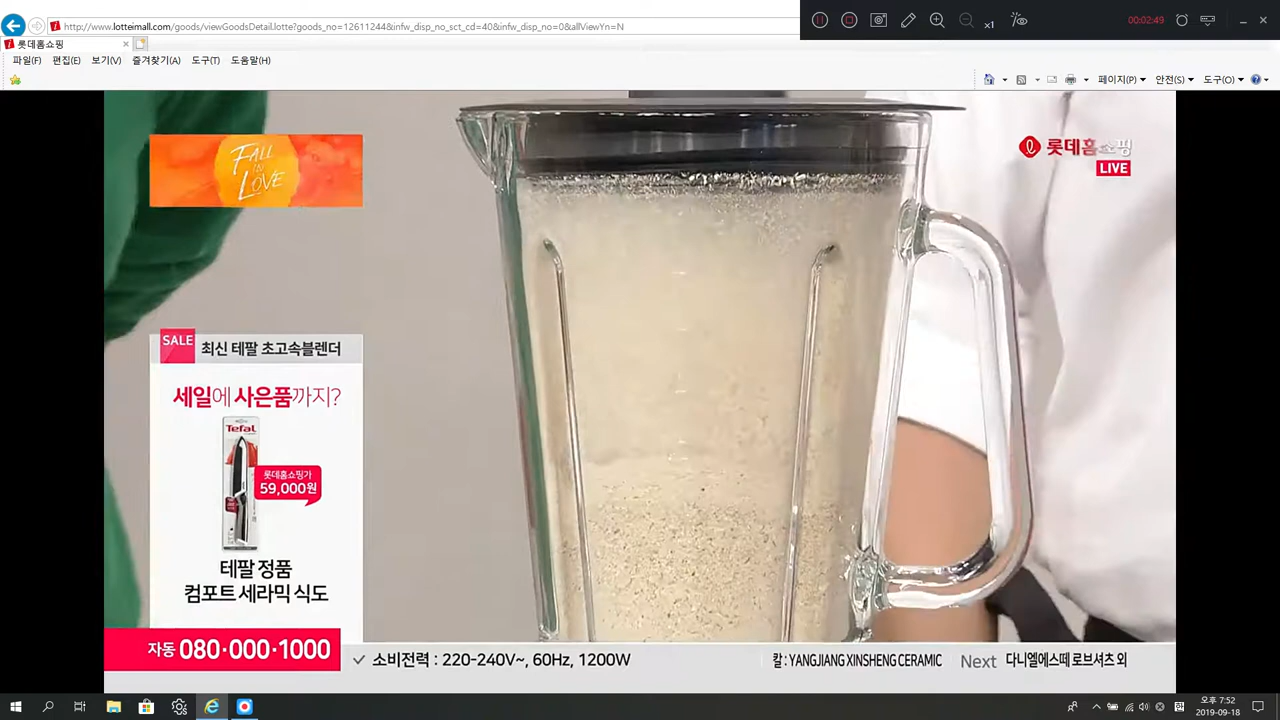 http://www.lotteimall.com/goods/viewGoodsDetail.lotte?goods_no=12611244&infw_disp_no_sct_cd=40&infw_disp_no=0&allViewYn=N
x1
00:02:49
롯데홈쇼핑
파일(F) 편집(E) 보기(V) 즐겨찾기(A) 도구(T) 도움말(H)
페이지(P) 안전(S) 도구(O)
FALL
IN
LOVE
롯데홈쇼핑
LIVE
SALE
최신 테팔 초고속블렌더
세일에 사은품까지?
Tefal
롯데홈쇼핑가
59,000원
테팔 정품
컴포트 세라믹 식도
자동 080·000·1000
소비전력 : 220-240V~, 60Hz, 1200W
칼 : YANGJIANG XINSHENG CERAMIC
Next 다니엘에스떼 로브셔츠 외
오후 7:52
2019-09-18